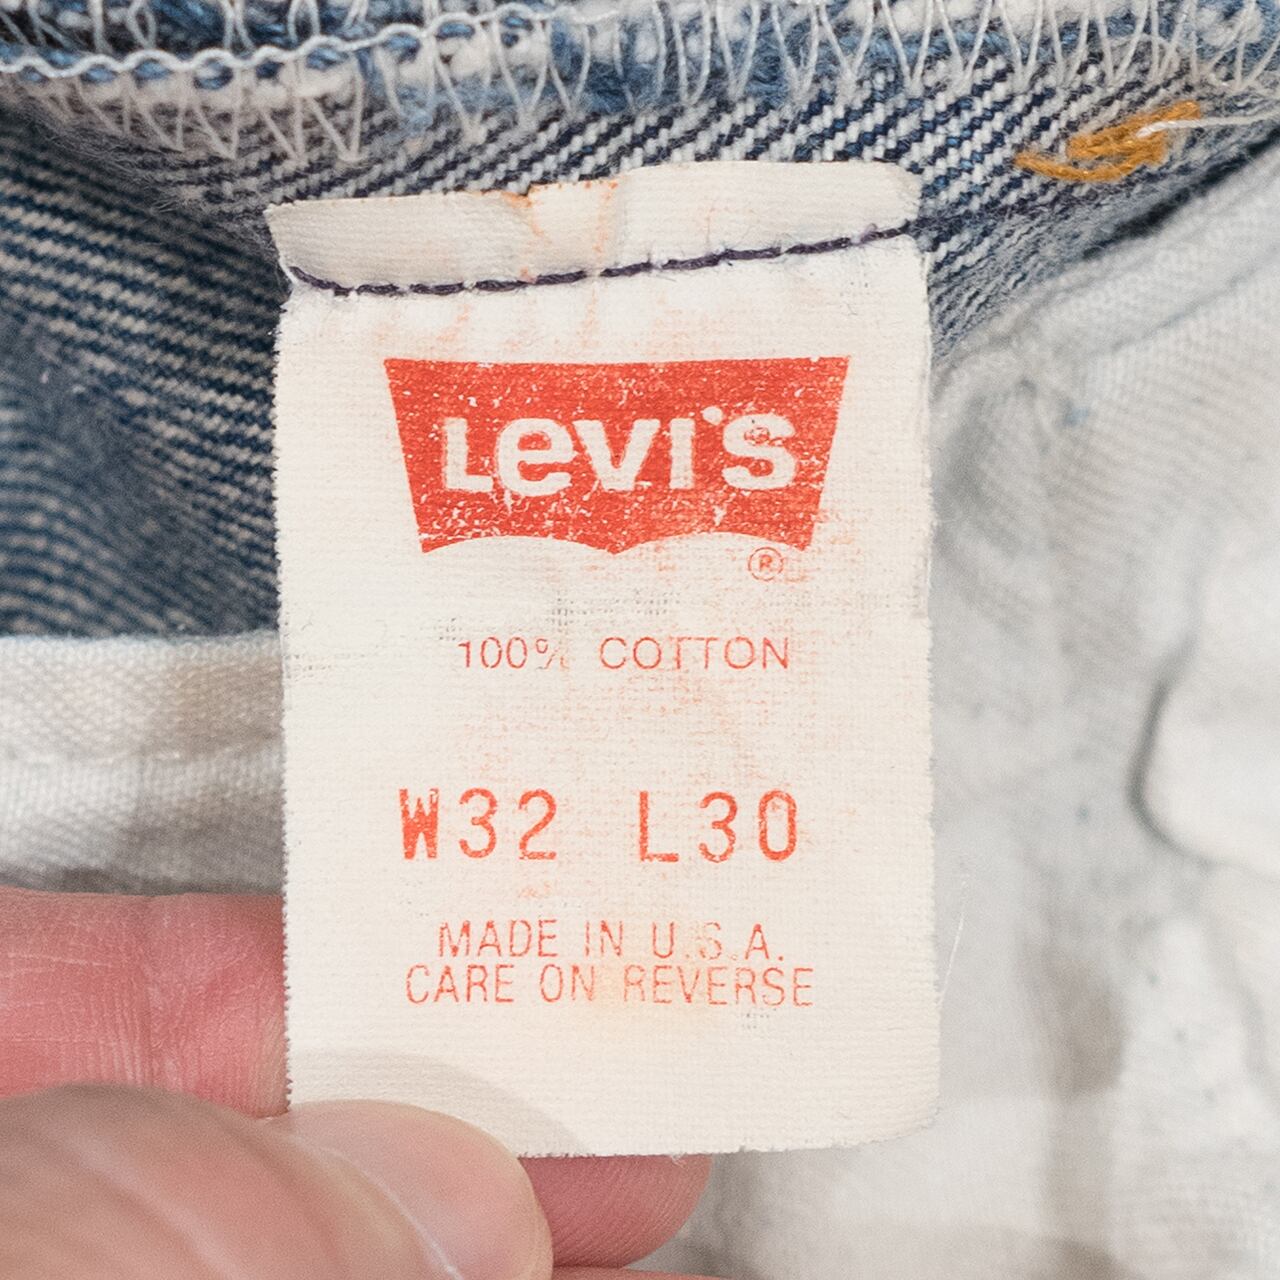 Levi's
®
100% COTTON
W32 L30
MADE IN U.S.A.
CARE ON REVERSE